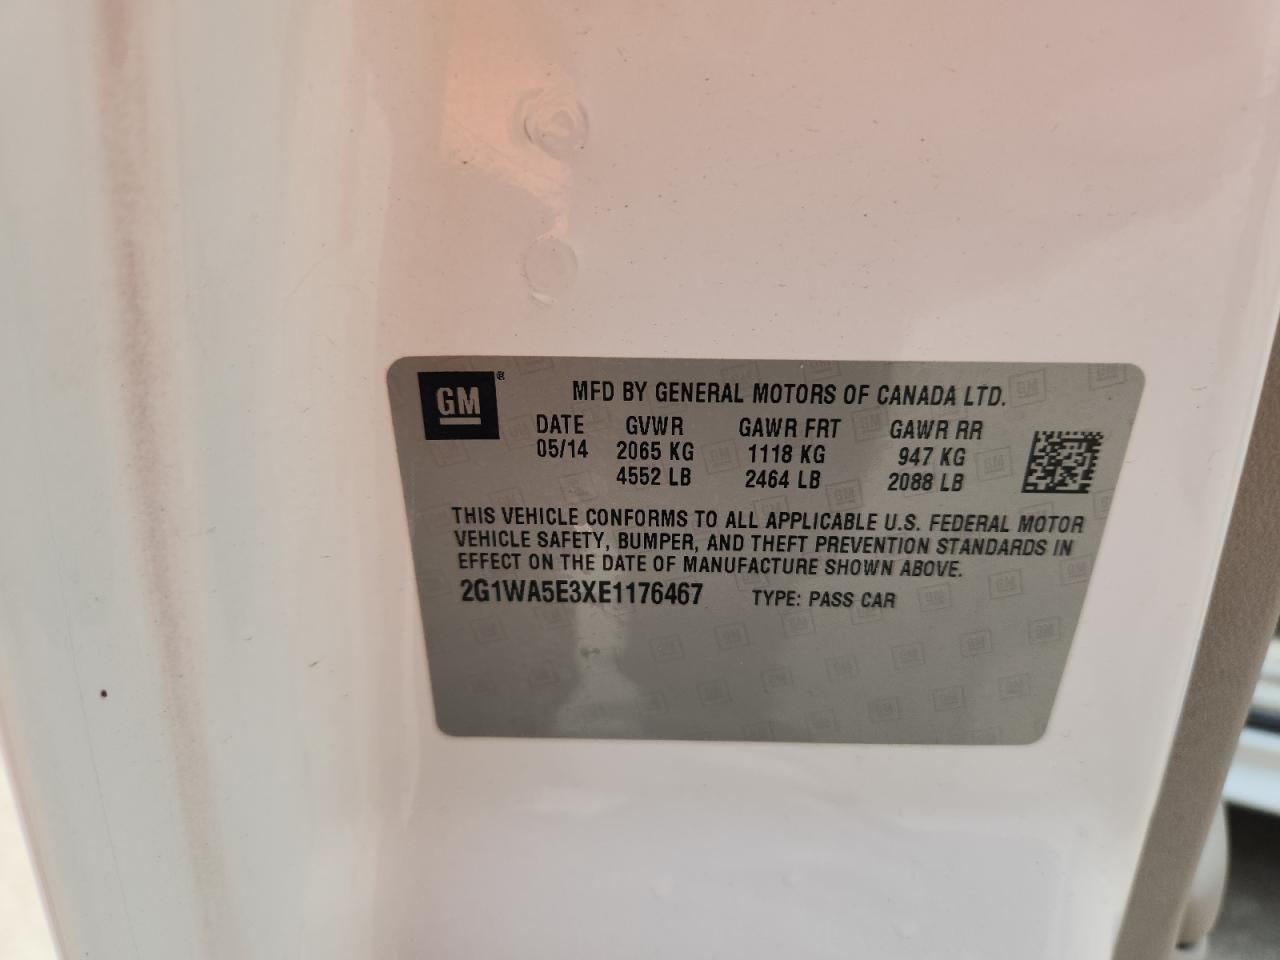 GM®
MFD BY GENERAL MOTORS OF CANADA LTD.
DATE GVWR GAWR FRT GAWR RR
05/14 2065 KG 1118 KG 947 KG
4552 LB 2464 LB 2088 LB
THIS VEHICLE CONFORMS TO ALL APPLICABLE U.S. FEDERAL MOTOR
VEHICLE SAFETY, BUMPER, AND THEFT PREVENTION STANDARDS IN
EFFECT ON THE DATE OF MANUFACTURE SHOWN ABOVE.
2G1WA5E3XE1176467 TYPE: PASS CAR